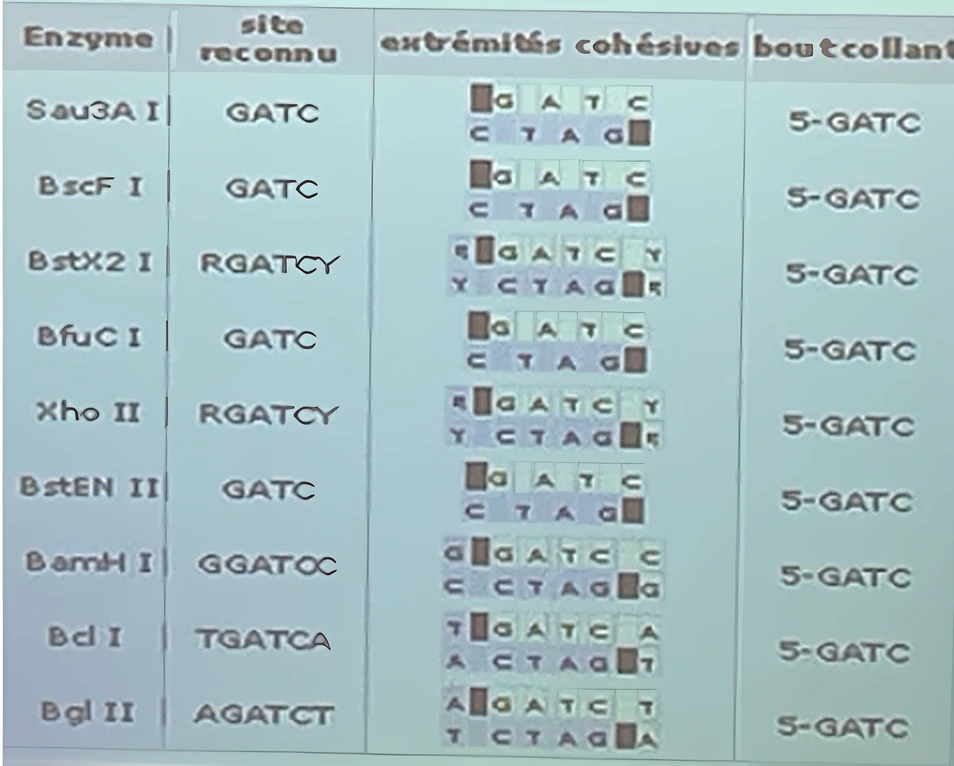 Enzyme site reconnu extrémités cohésives bout collant
Sau3A I GATC G A T C 5-GATC
C T A G
BscF I GATC G A T C 5-GATC
C T A G
BstX2 I RGATCY R G A T C Y 5-GATC
Y C T A G R
BfuC I GATC G A T C 5-GATC
C T A G
Xho II RGATCY R G A T C Y 5-GATC
Y C T A G R
BstEN II GATC G A T C 5-GATC
C T A G
BamH I GGATCC G G A T C C 5-GATC
C C T A G G
Bcl I TGATCA T G A T C A 5-GATC
A C T A G T
Bgl II AGATCT A G A T C T 5-GATC
T C T A G A